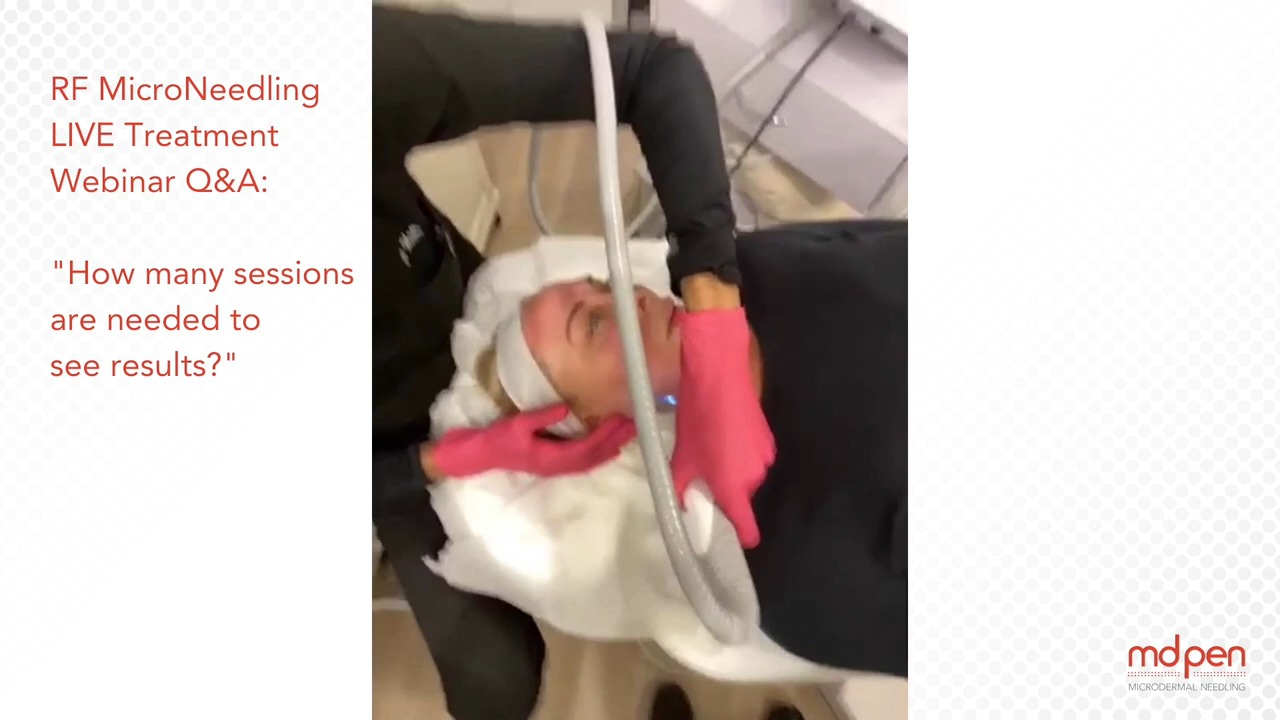 RF MicroNeedling
LIVE Treatment
Webinar Q&A:
"How many sessions
are needed to
see results?"
mdpen
MICRODERMAL NEEDLING